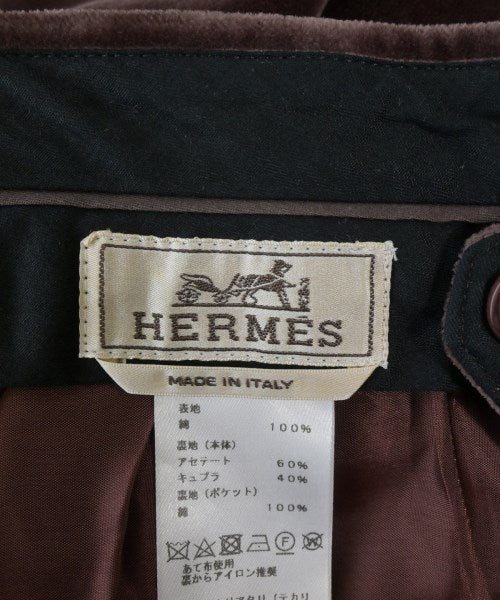 HERMÈS
MADE IN ITALY
表地
綿 100%
裏地 (本体)
アセテート 60%
キュプラ 40%
裏地 (ポケット)
綿 100%
あて布使用
裏からアイロン推奨